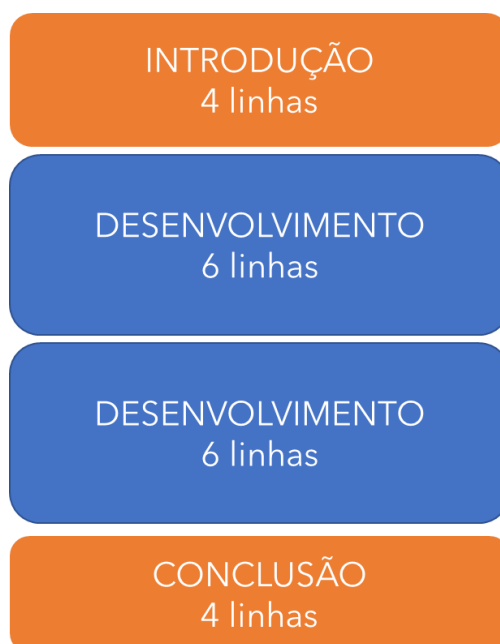 INTRODUÇÃO
4 linhas
DESENVOLVIMENTO
6 linhas
DESENVOLVIMENTO
6 linhas
CONCLUSÃO
4 linhas